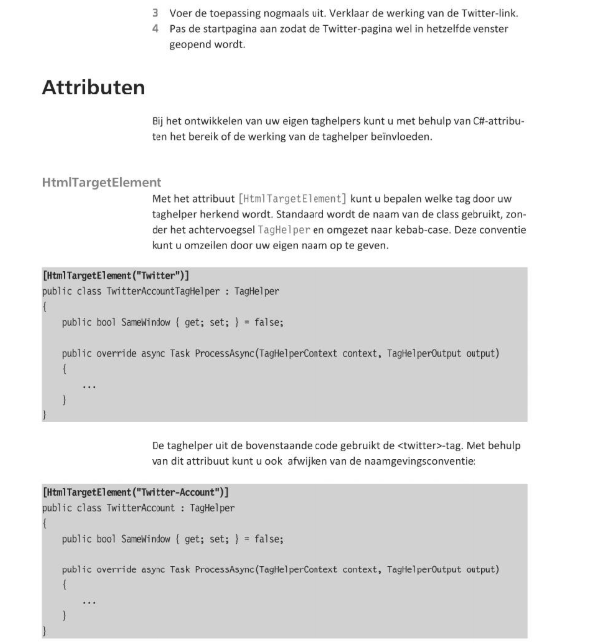 3 Voer de toepassing nogmaals uit. Verklaar de werking van de Twitter-link.
4 Pas de startpagina aan zodat de Twitter-pagina wel in hetzelfde venster
geopend wordt.
Attributen
Bij het ontwikkelen van uw eigen taghelpers kunt u met behulp van C#-attribu-
ten het bereik of de werking van de taghelper beïnvloeden.
HtmlTargetElement
Met het attribuut [HtmlTargetElement] kunt u bepalen welke tag door uw
taghelper herkend wordt. Standaard wordt de naam van de class gebruikt, zon-
der het achtervoegsel TagHelper en omgezet naar kebab-case. Deze conventie
kunt u omzeilen door uw eigen naam op te geven.
[HtmlTargetElement("Twitter")]
public class TwitterAccountTagHelper : TagHelper
{
public bool SameWindow { get; set; } = false;
public override async Task ProcessAsync(TagHelperContext context, TagHelperOutput output)
{
...
}
}
De taghelper uit de bovenstaande code gebruikt de <twitter>-tag. Met behulp
van dit attribuut kunt u ook afwijken van de naamgevingsconventie:
[HtmlTargetElement("Twitter-Account")]
public class TwitterAccount : TagHelper
{
public bool SameWindow { get; set; } = false;
public override async Task ProcessAsync(TagHelperContext context, TagHelperOutput output)
{
...
}
}